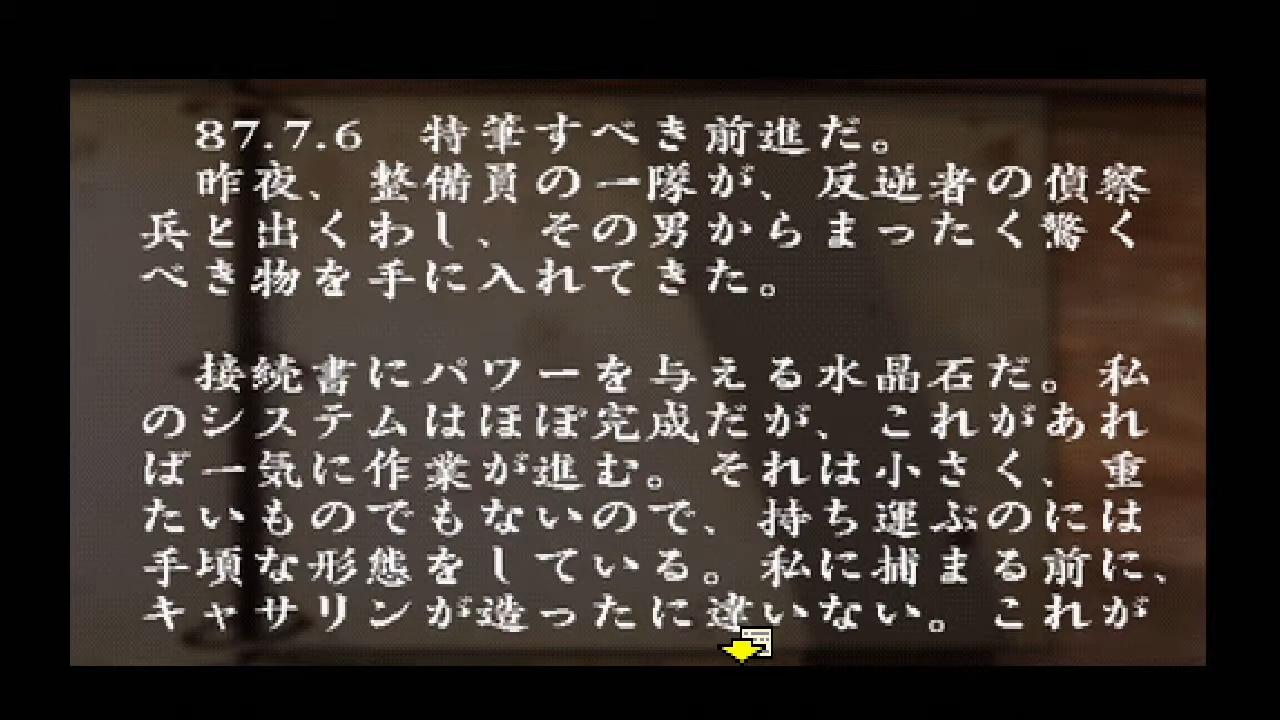 87.7.6　特筆すべき前進だ。
昨夜、整備員の一隊が、反逆者の偵察
兵と出くわし、その男からまったく驚く
べき物を手に入れてきた。
接続書にパワーを与える水晶石だ。私
のシステムはほぼ完成だが、これがあれ
ば一気に作業が進む。それは小さく、重
たいものでもないので、持ち運ぶのには
手頃な形態をしている。私に捕まる前に、
キャサリンが造ったに違いない。これが